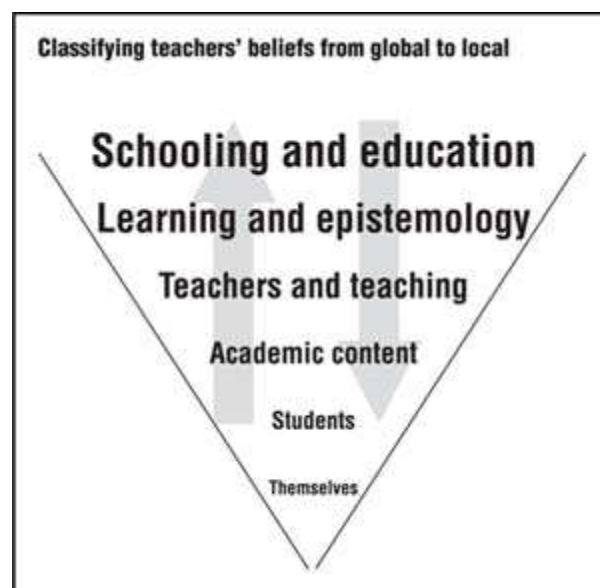 Classifying teachers' beliefs from global to local
Schooling and education
Learning and epistemology
Teachers and teaching
Academic content
Students
Themselves